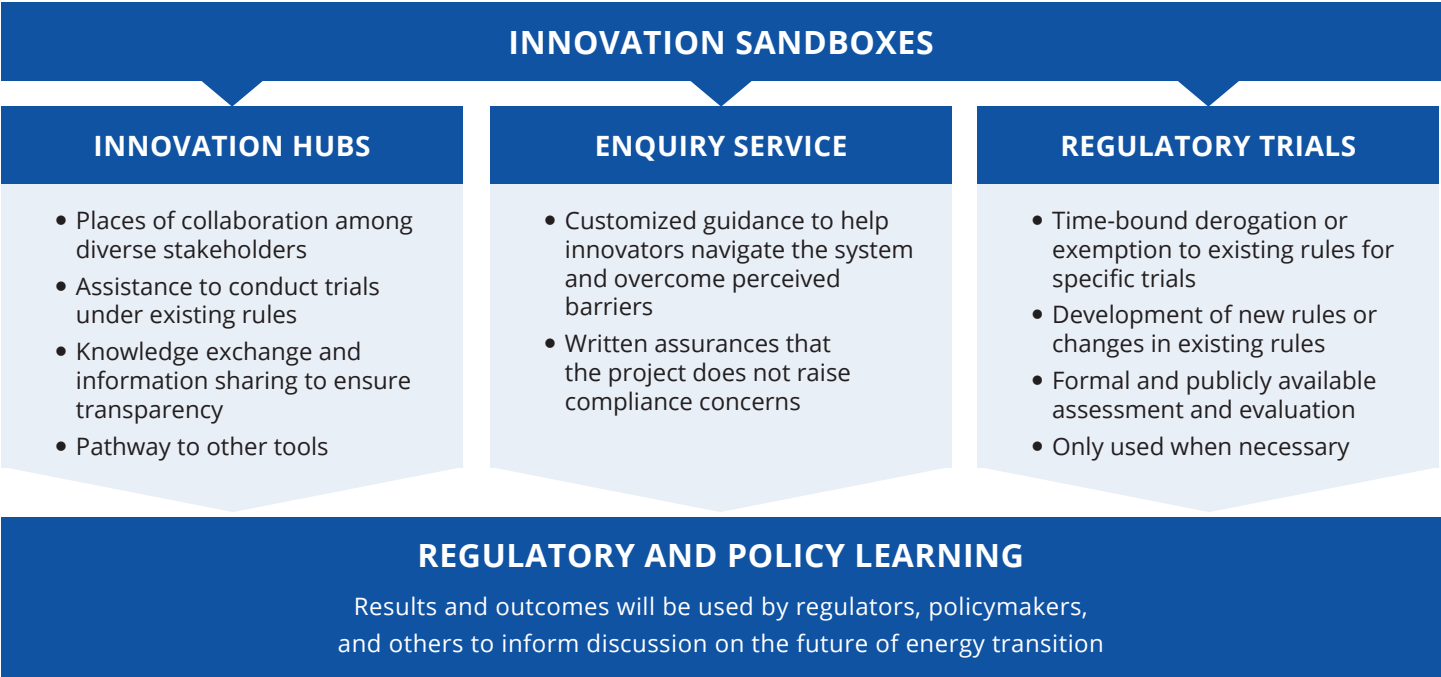 INNOVATION SANDBOXES
INNOVATION HUBS
• Places of collaboration among
diverse stakeholders
• Assistance to conduct trials
under existing rules
• Knowledge exchange and
information sharing to ensure
transparency
• Pathway to other tools
ENQUIRY SERVICE
• Customized guidance to help
innovators navigate the system
and overcome perceived
barriers
• Written assurances that
the project does not raise
compliance concerns
REGULATORY TRIALS
• Time-bound derogation or
exemption to existing rules for
specific trials
• Development of new rules or
changes in existing rules
• Formal and publicly available
assessment and evaluation
• Only used when necessary
REGULATORY AND POLICY LEARNING
Results and outcomes will be used by regulators, policymakers,
and others to inform discussion on the future of energy transition